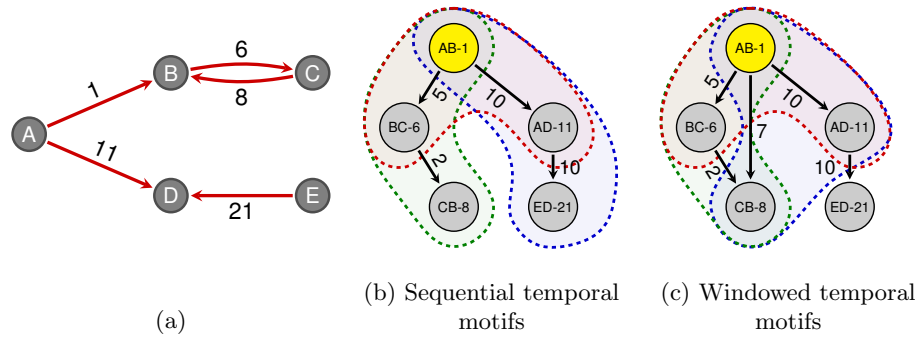 A
B
C
D
E
1
6
8
11
21
(a)
AB-1
5
10
BC-6
AD-11
2
10
CB-8
ED-21
(b) Sequential temporal
motifs
AB-1
5
10
7
BC-6
AD-11
2
10
CB-8
ED-21
(c) Windowed temporal
motifs